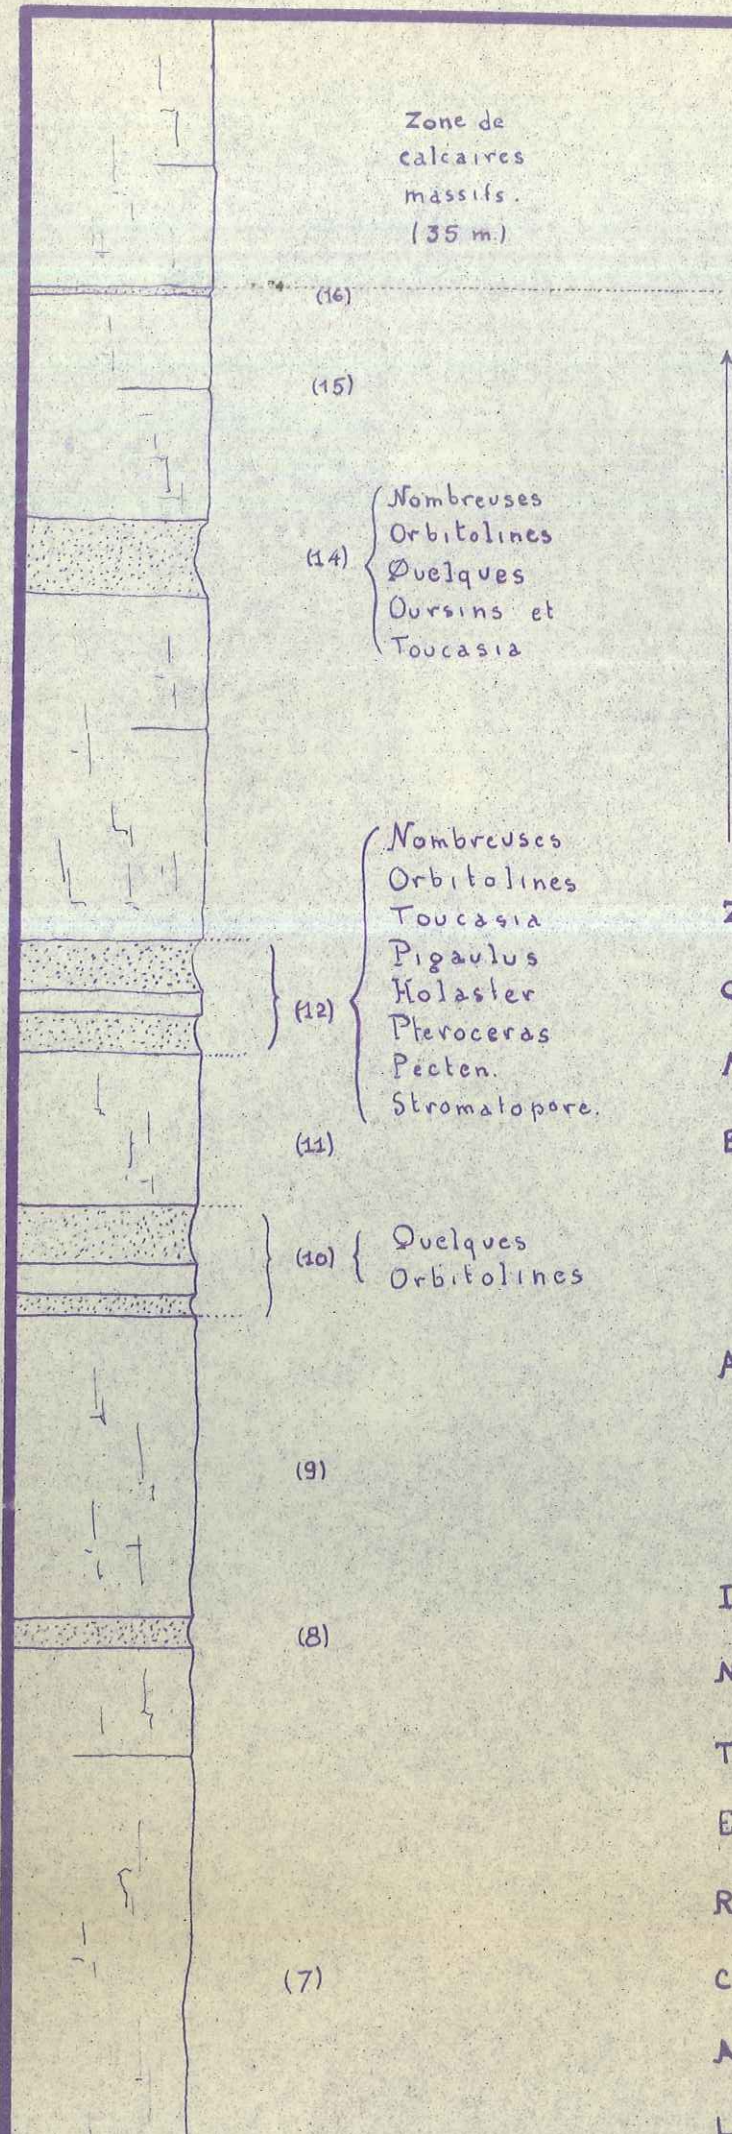 Zone de
calcaires
massifs.
(35 m.)
(16)
(15)
(14)
Nombreuses
Orbitolines
Quelques
Oursins et
Toucasia
(12)
Nombreuses
Orbitolines
Toucasia
Pigaulus
Holaster
Pteroceras
Pecten.
Stromatopore.
(11)
(10)
Quelques
Orbitolines
(9)
(8)
(7)
Z
O
N
E
A
I
N
T
E
R
C
A
L